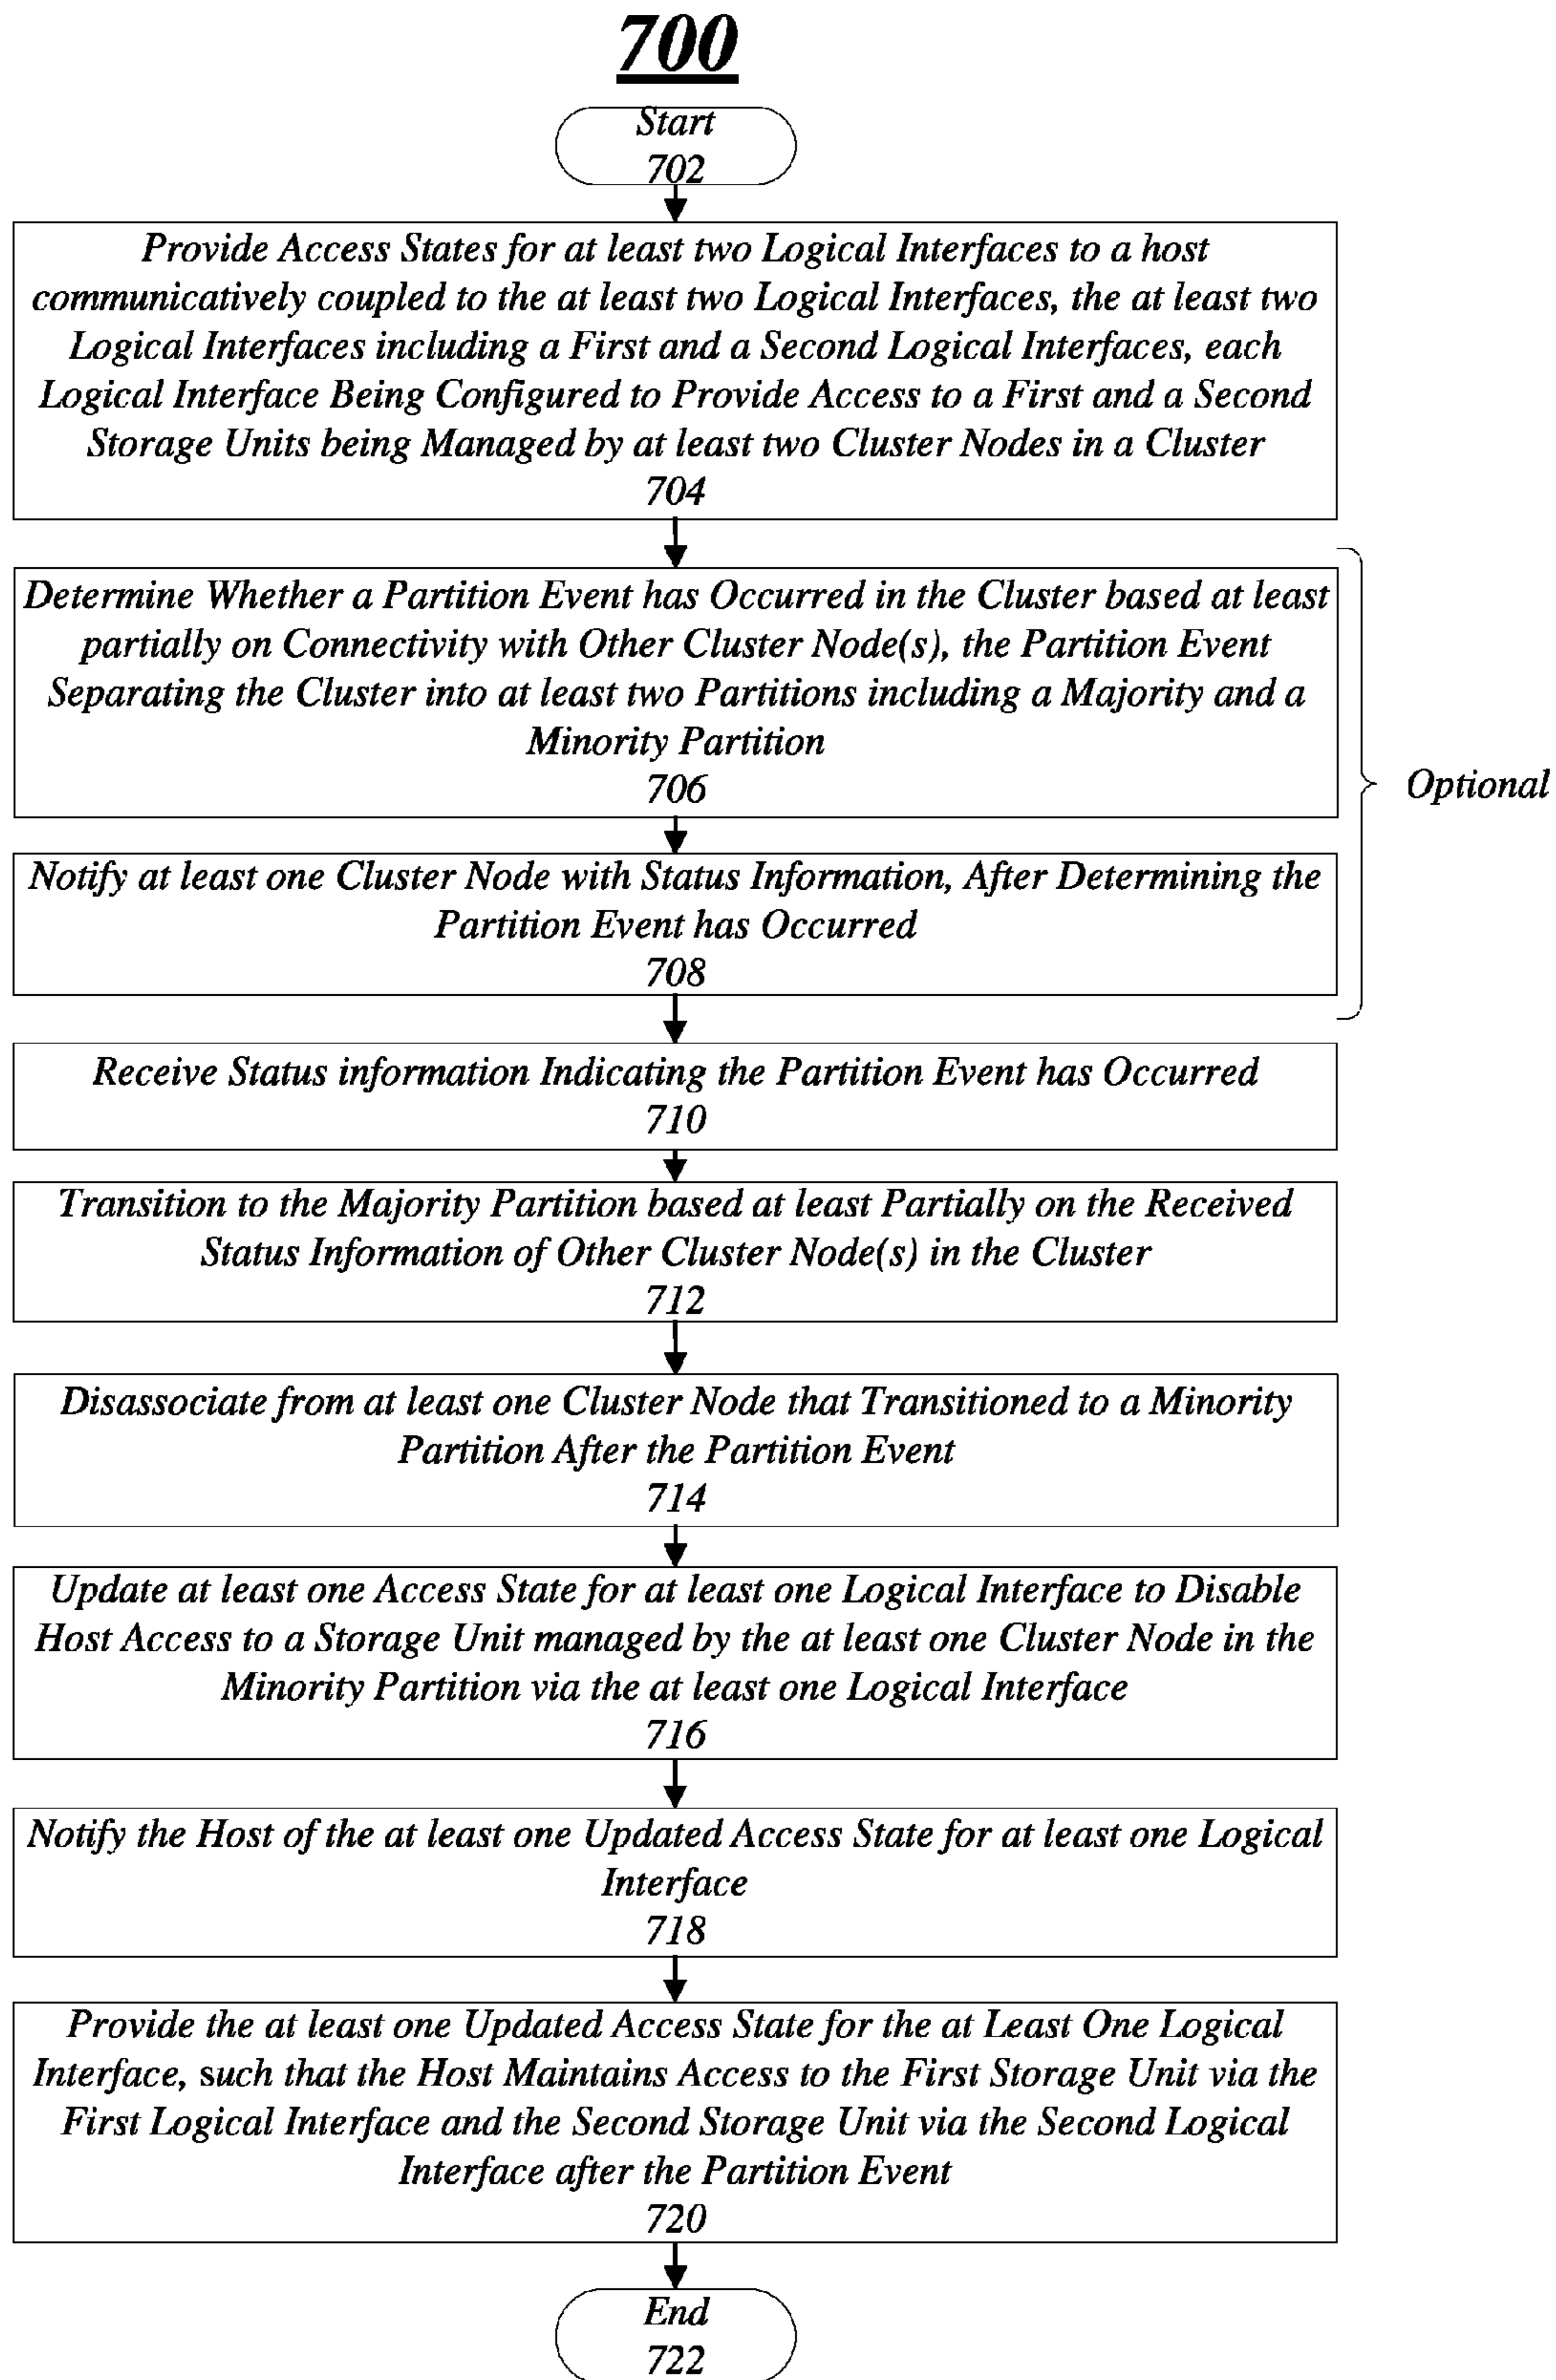 700
Start
702
Provide Access States for at least two Logical Interfaces to a host
communicatively coupled to the at least two Logical Interfaces, the at least two
Logical Interfaces including a First and a Second Logical Interfaces, each
Logical Interface Being Configured to Provide Access to a First and a Second
Storage Units being Managed by at least two Cluster Nodes in a Cluster
704
Determine Whether a Partition Event has Occurred in the Cluster based at least
partially on Connectivity with Other Cluster Node(s), the Partition Event
Separating the Cluster into at least two Partitions including a Majority and a
Minority Partition
706
Optional
Notify at least one Cluster Node with Status Information, After Determining the
Partition Event has Occurred
708
Receive Status information Indicating the Partition Event has Occurred
710
Transition to the Majority Partition based at least Partially on the Received
Status Information of Other Cluster Node(s) in the Cluster
712
Disassociate from at least one Cluster Node that Transitioned to a Minority
Partition After the Partition Event
714
Update at least one Access State for at least one Logical Interface to Disable
Host Access to a Storage Unit managed by the at least one Cluster Node in the
Minority Partition via the at least one Logical Interface
716
Notify the Host of the at least one Updated Access State for at least one Logical
Interface
718
Provide the at least one Updated Access State for the at Least One Logical
Interface, such that the Host Maintains Access to the First Storage Unit via the
First Logical Interface and the Second Storage Unit via the Second Logical
Interface after the Partition Event
720
End
722